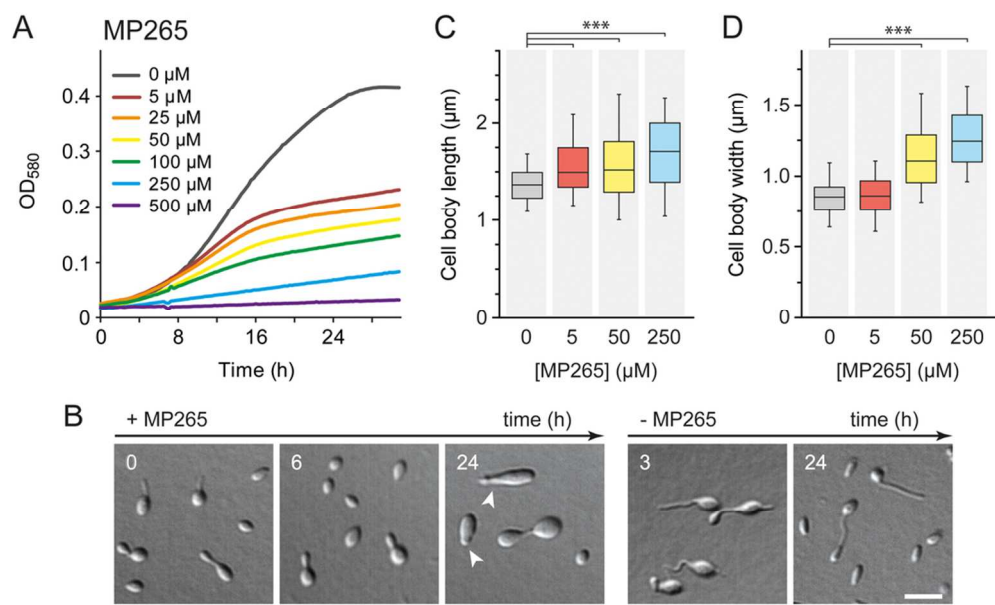 A MP265
0 µM
5 µM
25 µM
50 µM
100 µM
250 µM
500 µM
OD580
0.4
0.3
0.2
0.1
0
0 8 16 24
Time (h)
C
***
Cell body length (µm)
2
1
0
0 5 50 250
[MP265] (µM)
D
***
Cell body width (µm)
1.5
1.0
0.5
0
0 5 50 250
[MP265] (µM)
B + MP265 time (h) - MP265 time (h)
0 6 24 3 24